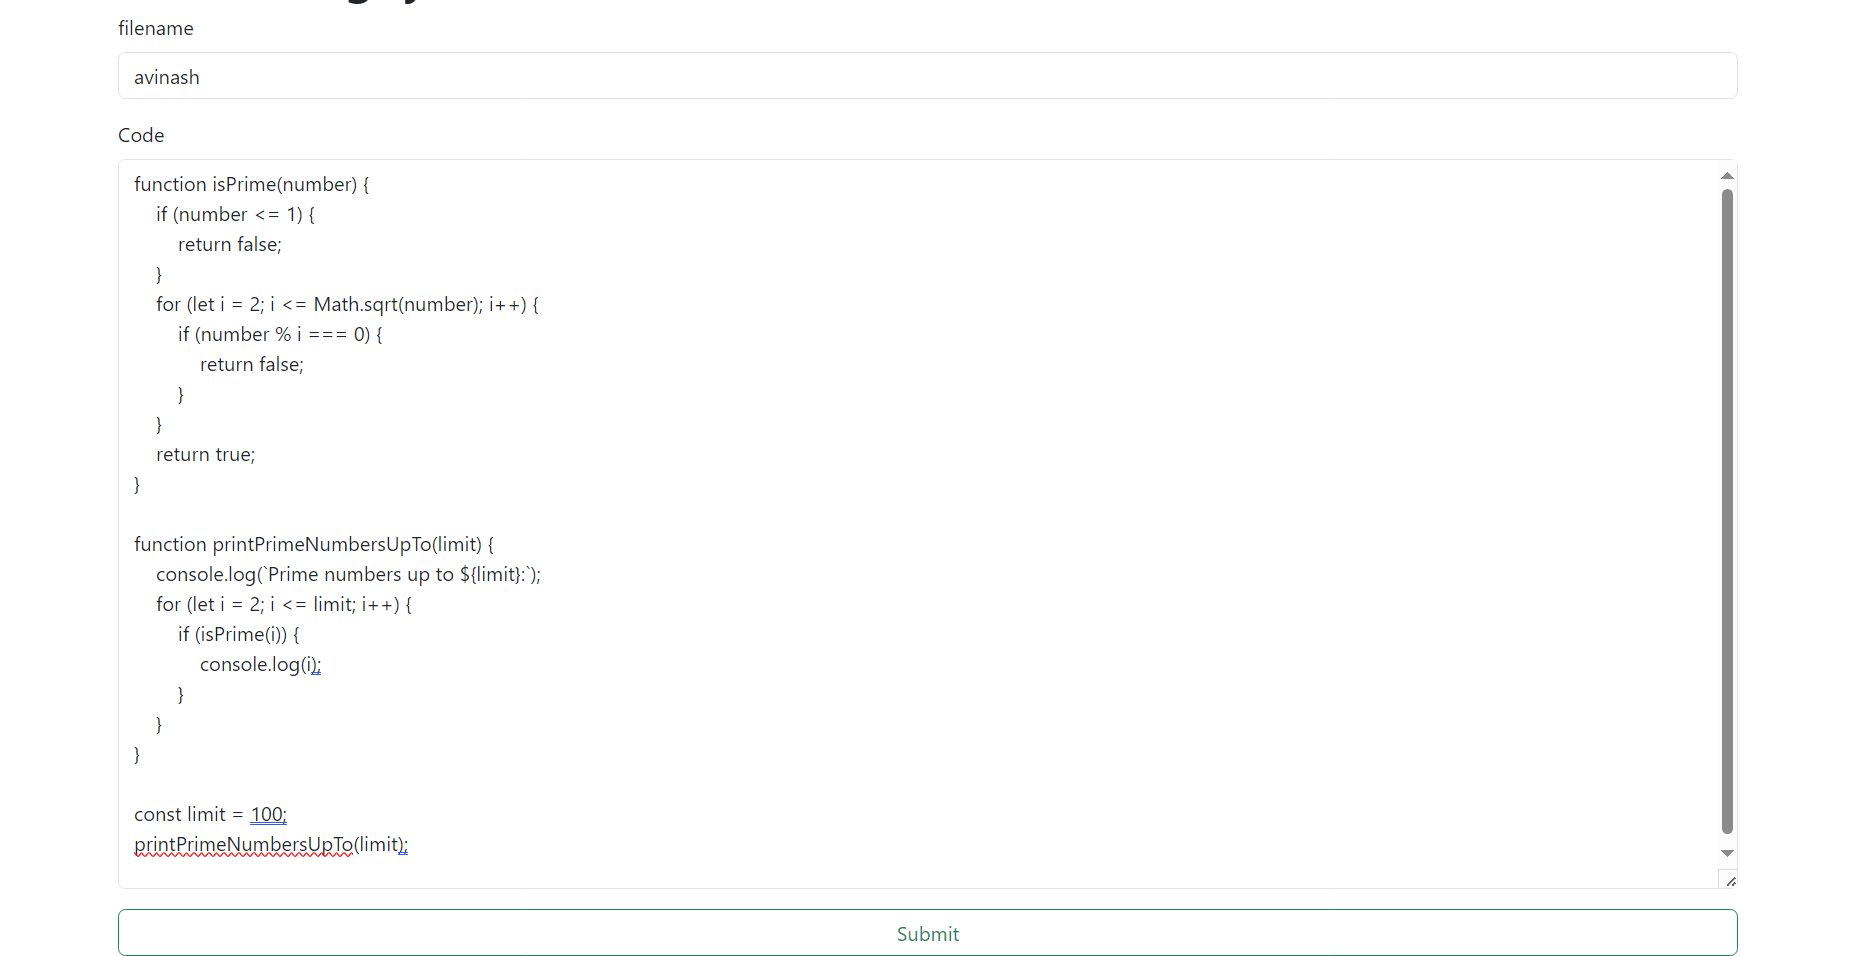 filename
avinash
Code
function isPrime(number) {
if (number <= 1) {
return false;
}
for (let i = 2; i <= Math.sqrt(number); i++) {
if (number % i === 0) {
return false;
}
}
return true;
}
function printPrimeNumbersUpTo(limit) {
console.log(`Prime numbers up to ${limit}:`);
for (let i = 2; i <= limit; i++) {
if (isPrime(i)) {
console.log(i);
}
}
}
const limit = 100;
printPrimeNumbersUpTo(limit);
Submit